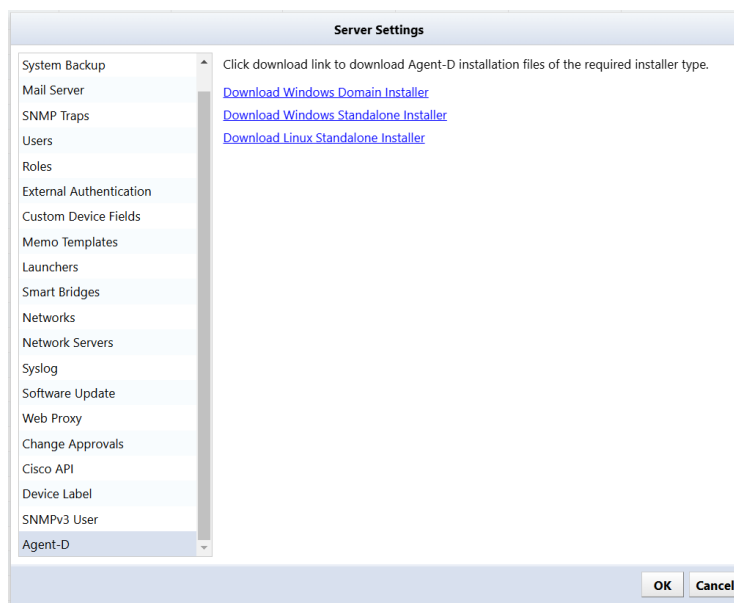 Server Settings
System Backup
Mail Server
SNMP Traps
Users
Roles
External Authentication
Custom Device Fields
Memo Templates
Launchers
Smart Bridges
Networks
Network Servers
Syslog
Software Update
Web Proxy
Change Approvals
Cisco API
Device Label
SNMPv3 User
Agent-D
Click download link to download Agent-D installation files of the required installer type.
Download Windows Domain Installer
Download Windows Standalone Installer
Download Linux Standalone Installer
OK Cancel